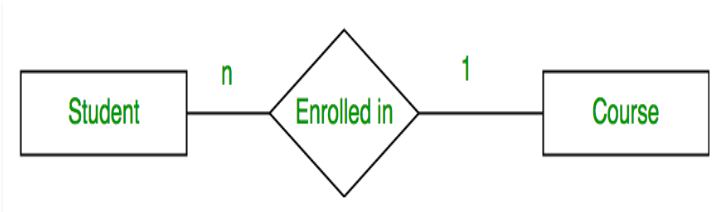 n
1
Student
Enrolled in
Course